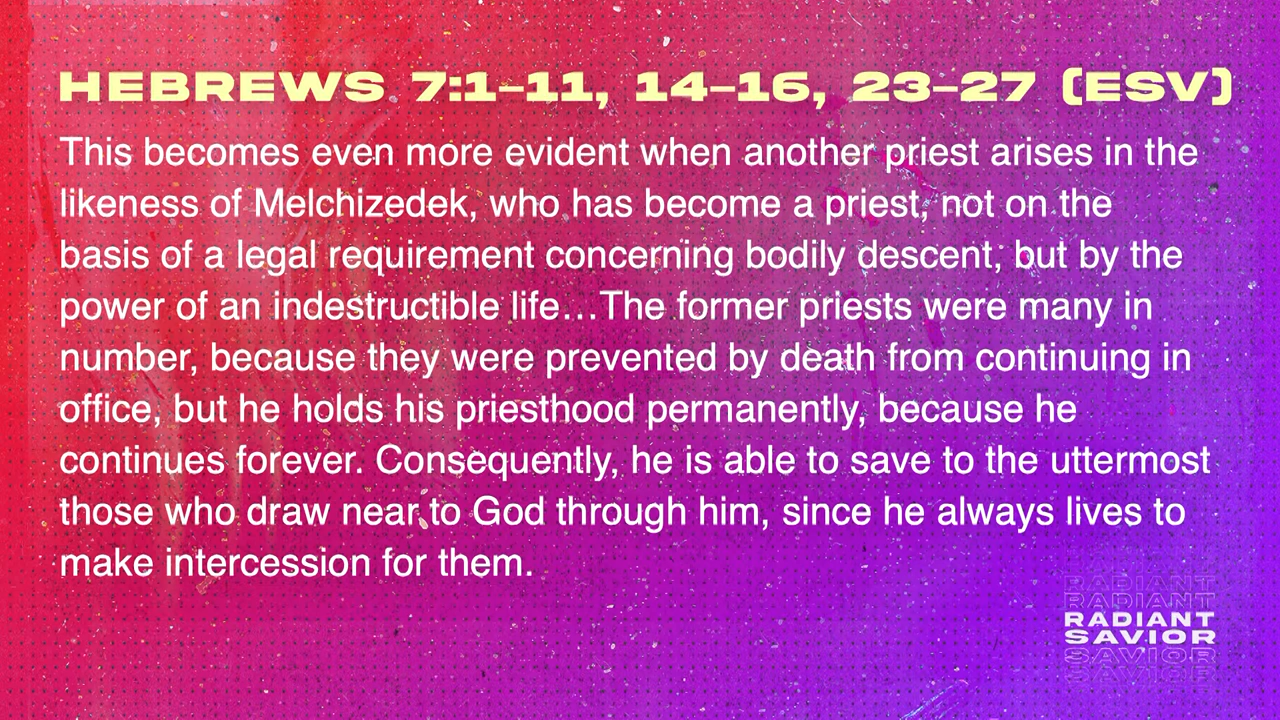 HEBREWS 7:1–11, 14–16, 23–27 (ESV)
This becomes even more evident when another priest arises in the
likeness of Melchizedek, who has become a priest, not on the
basis of a legal requirement concerning bodily descent, but by the
power of an indestructible life…The former priests were many in
number, because they were prevented by death from continuing in
office, but he holds his priesthood permanently, because he
continues forever. Consequently, he is able to save to the uttermost
those who draw near to God through him, since he always lives to
make intercession for them.
RADIANT
RADIANT
RADIANT
SAVIOR
SAVIOR
SAVIOR